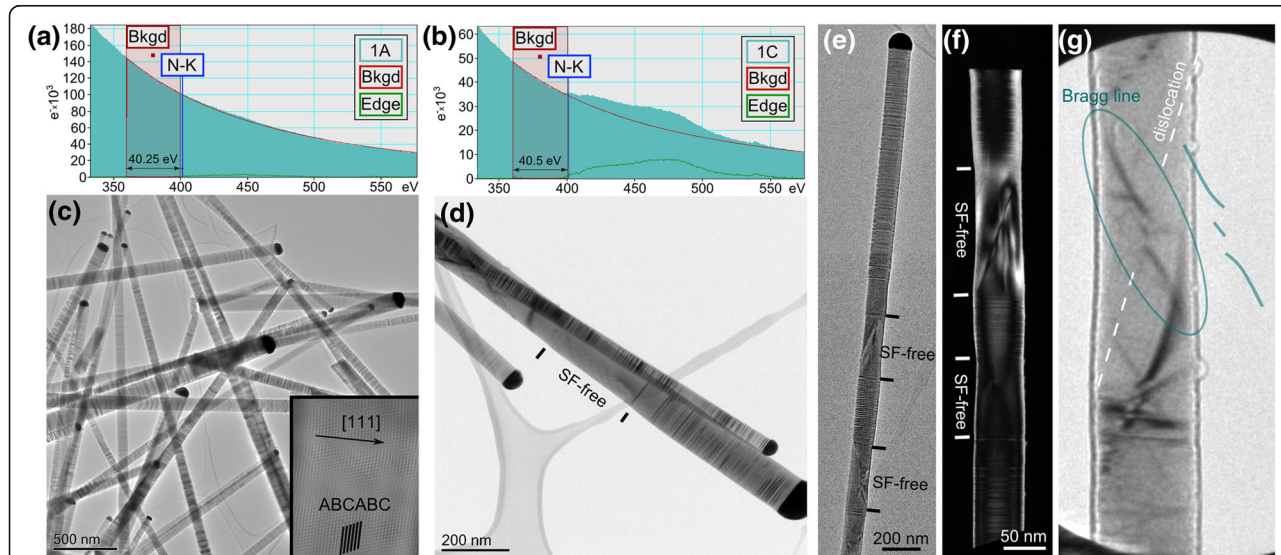 (a)
180
160
140
120
100
80
60
40
20
0
e⁻×10³
Bkgd
N-K
1A
Bkgd
Edge
40.25 eV
350
400
450
500
550
eV
(b)
60
50
40
30
20
10
0
e⁻×10³
Bkgd
N-K
1C
Bkgd
Edge
40.5 eV
350
400
450
500
550
eV
(c)
[111]
ABCABC
500 nm
(d)
SF-free
200 nm
(e)
SF-free
SF-free
200 nm
(f)
SF-free
SF-free
50 nm
(g)
Bragg line
dislocation